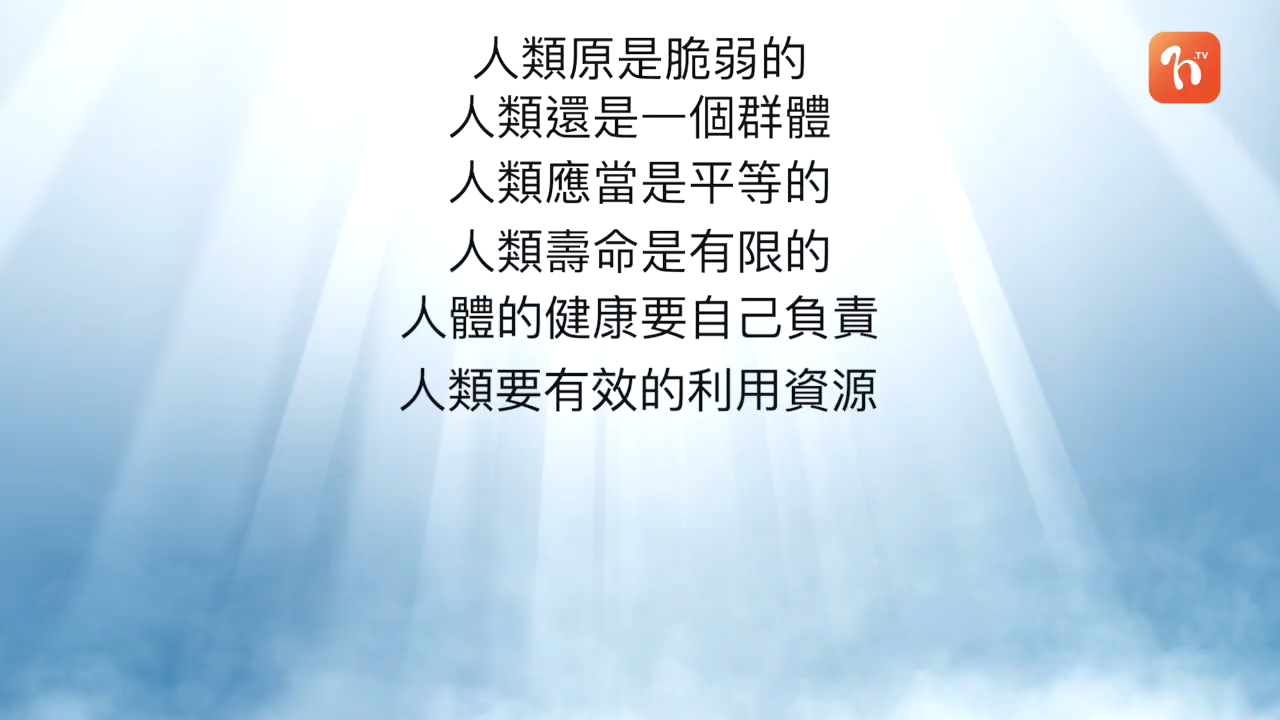 人類原是脆弱的
人類還是一個群體
人類應當是平等的
人類壽命是有限的
人體的健康要自己負責
人類要有效的利用資源
h.TV